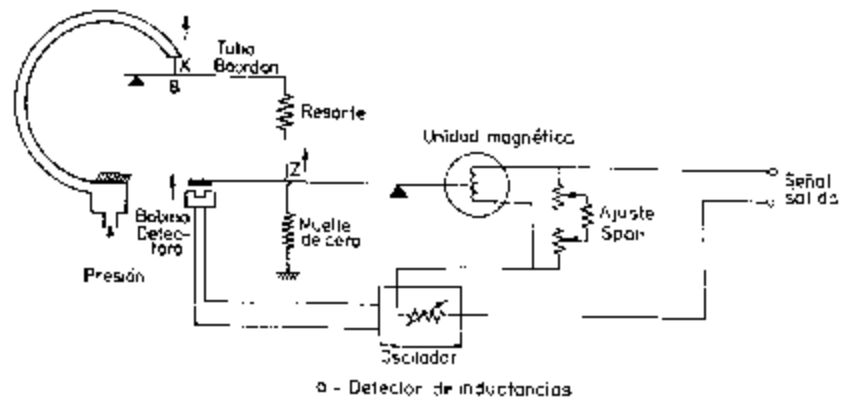 Tubo
Bourdon
X
B
Resorte
Unidad magnética
Z
Señal
salida
Bobina
Detec-
tora
Muelle
de cero
Ajuste
Span
Presión
Oscilador
a - Detector de inductancias